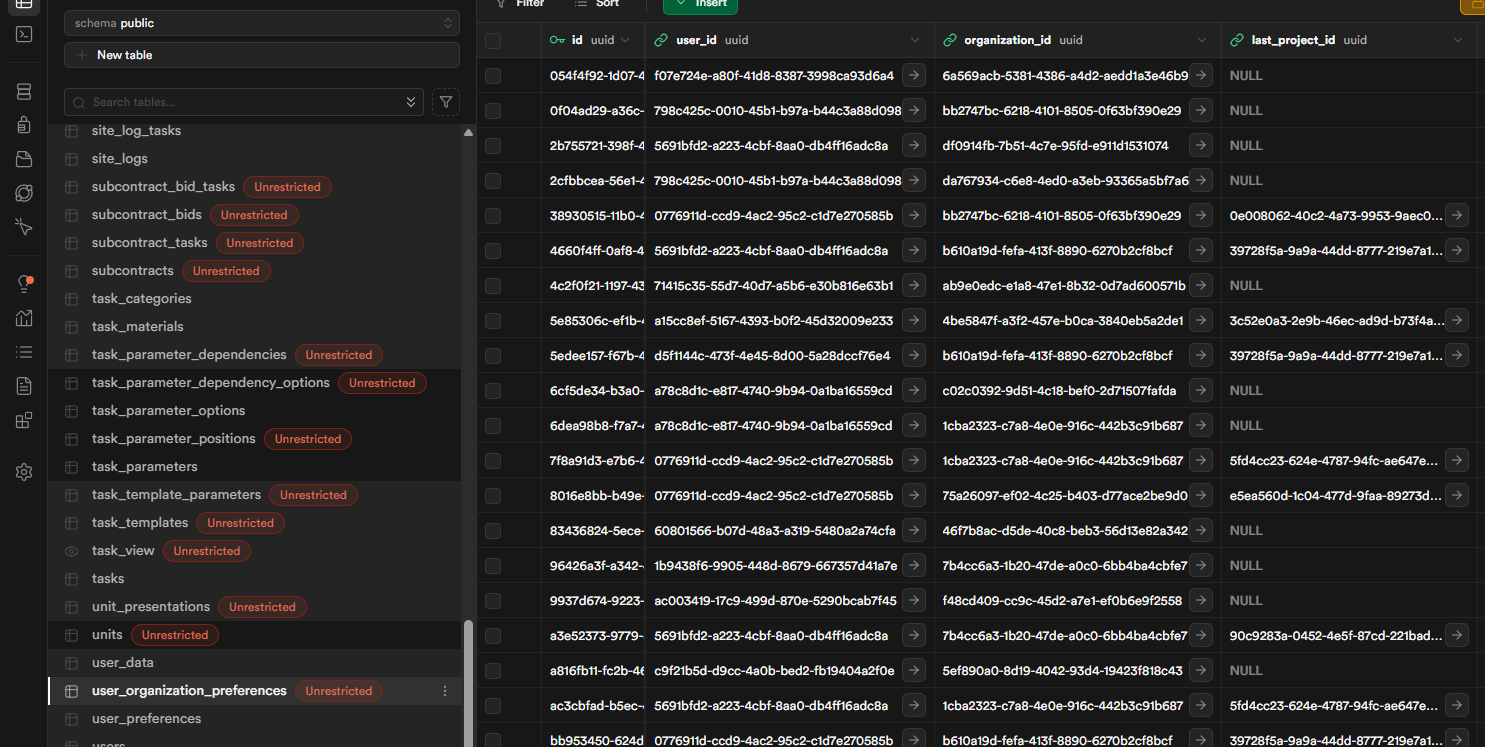 Filter Sort Insert
schema public
New table
id uuid user_id uuid organization_id uuid last_project_id uuid
Search tables...
site_log_tasks
site_logs
subcontract_bid_tasks Unrestricted
subcontract_bids Unrestricted
subcontract_tasks Unrestricted
subcontracts Unrestricted
task_categories
task_materials
task_parameter_dependencies Unrestricted
task_parameter_dependency_options Unrestricted
task_parameter_options
task_parameter_positions Unrestricted
task_parameters
task_template_parameters Unrestricted
task_templates Unrestricted
task_view Unrestricted
tasks
unit_presentations Unrestricted
units Unrestricted
user_data
user_organization_preferences Unrestricted
user_preferences
users
054f4f92-1d07-4 f07e724e-a80f-41d8-8387-3998ca93d6a4 6a569acb-5381-4386-a4d2-aedd1a3e46b9 NULL
0f04ad29-a36c- 798c425c-0010-45b1-b97a-b44c3a88d098 bb2747bc-6218-4101-8505-0f63bf390e29 NULL
2b755721-398f-4 5691bfd2-a223-4cbf-8aa0-db4ff16adc8a df0914fb-7b51-4c7e-95fd-e911d1531074 NULL
2cfbbcea-56e1-4 798c425c-0010-45b1-b97a-b44c3a88d098 da767934-c6e8-4ed0-a3eb-93365a5bf7a6 NULL
38930515-11b0-4 0776911d-ccd9-4ac2-95c2-c1d7e270585b bb2747bc-6218-4101-8505-0f63bf390e29 0e008062-40c2-4a73-9953-9aec0...
4660f4ff-0af8-4 5691bfd2-a223-4cbf-8aa0-db4ff16adc8a b610a19d-fefa-413f-8890-6270b2cf8bcf 39728f5a-9a9a-44dd-8777-219e7a1...
4c2f0f21-1197-43 71415c35-55d7-40d7-a5b6-e30b816e63b1 ab9e0edc-e1a8-47e1-8b32-0d7ad600571b NULL
5e85306c-ef1b-4 a15cc8ef-5167-4393-b0f2-45d32009e233 4be5847f-a3f2-457e-b0ca-3840eb5a2de1 3c52e0a3-2e9b-46ec-ad9d-b73f4a...
5edee157-f67b-4 d5f1144c-473f-4e45-8d00-5a28dccf76e4 b610a19d-fefa-413f-8890-6270b2cf8bcf 39728f5a-9a9a-44dd-8777-219e7a1...
6cf5de34-b3a0- a78c8d1c-e817-4740-9b94-0a1ba16559cd c02c0392-9d51-4c18-bef0-2d71507fafda NULL
6dea98b8-f7a7-4 a78c8d1c-e817-4740-9b94-0a1ba16559cd 1cba2323-c7a8-4e0e-916c-442b3c91b687 NULL
7f8a91d3-e7b6-4 0776911d-ccd9-4ac2-95c2-c1d7e270585b 1cba2323-c7a8-4e0e-916c-442b3c91b687 5fd4cc23-624e-4787-94fc-ae647e...
8016e8bb-b49e- 0776911d-ccd9-4ac2-95c2-c1d7e270585b 75a26097-ef02-4c25-b403-d77ace2be9d0 e5ea560d-1c04-477d-9faa-89273d...
83436824-5ece- 60801566-b07d-48a3-a319-5480a2a74cfa 46f7b8ac-d5de-40c8-beb3-56d13e82a342 NULL
96426a3f-a342- 1b9438f6-9905-448d-8679-667357d41a7e 7b4cc6a3-1b20-47de-a0c0-6bb4ba4cbfe7 NULL
9937d674-9223- ac003419-17c9-499d-870e-5290bcab7f45 f48cd409-cc9c-45d2-a7e1-ef0b6e9f2558 NULL
a3e52373-9779- 5691bfd2-a223-4cbf-8aa0-db4ff16adc8a 7b4cc6a3-1b20-47de-a0c0-6bb4ba4cbfe7 90c9283a-0452-4e5f-87cd-221bad...
a816fb11-fc2b-46 c9f21b5d-d9cc-4a0b-bed2-fb19404a2f0e 5ef890a0-8d19-4042-93d4-19423f818c43 NULL
ac3cbfad-b5ec- 5691bfd2-a223-4cbf-8aa0-db4ff16adc8a 1cba2323-c7a8-4e0e-916c-442b3c91b687 5fd4cc23-624e-4787-94fc-ae647e...
bb953450-624d 0776911d-ccd9-4ac2-95c2-c1d7e270585b b610a19d-fefa-413f-8890-6270b2cf8bcf 39728f5a-9a9a-44dd-8777-219e7a1...